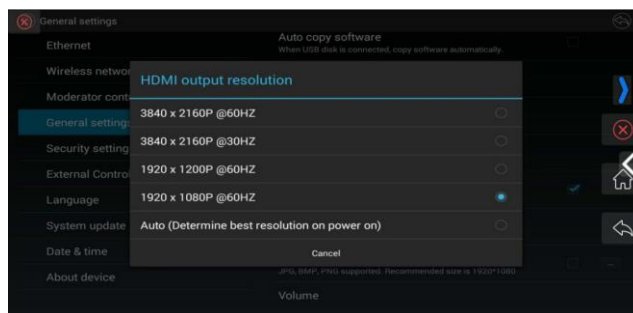 General settings
Ethernet
Auto copy software
When USB disk is connected, copy software automatically.
Wireless networ
Moderator cont
General setting
Security setting
External Contro
Language
System update
Date & time
About device
HDMI output resolution
3840 x 2160P @60HZ
3840 x 2160P @30HZ
1920 x 1200P @60HZ
1920 x 1080P @60HZ
Auto (Determine best resolution on power on)
Cancel
JPG, BMP, PNG supported. Recommended size is 1920*1080
Volume